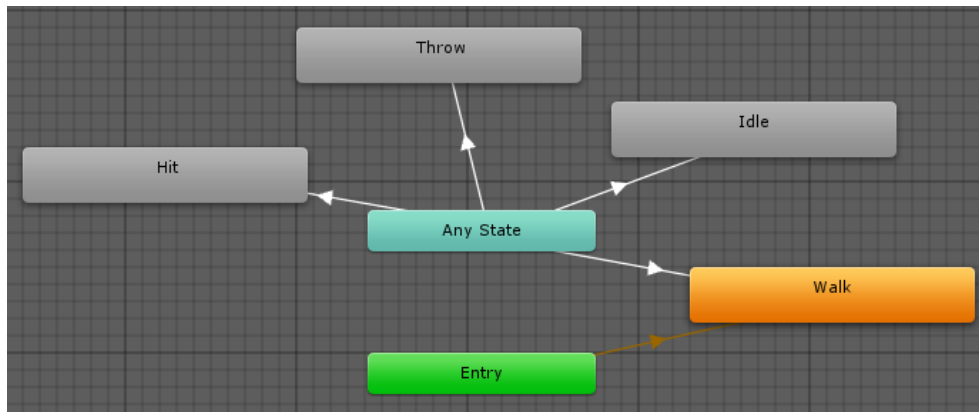 Throw
Idle
Hit
Any State
Walk
Entry